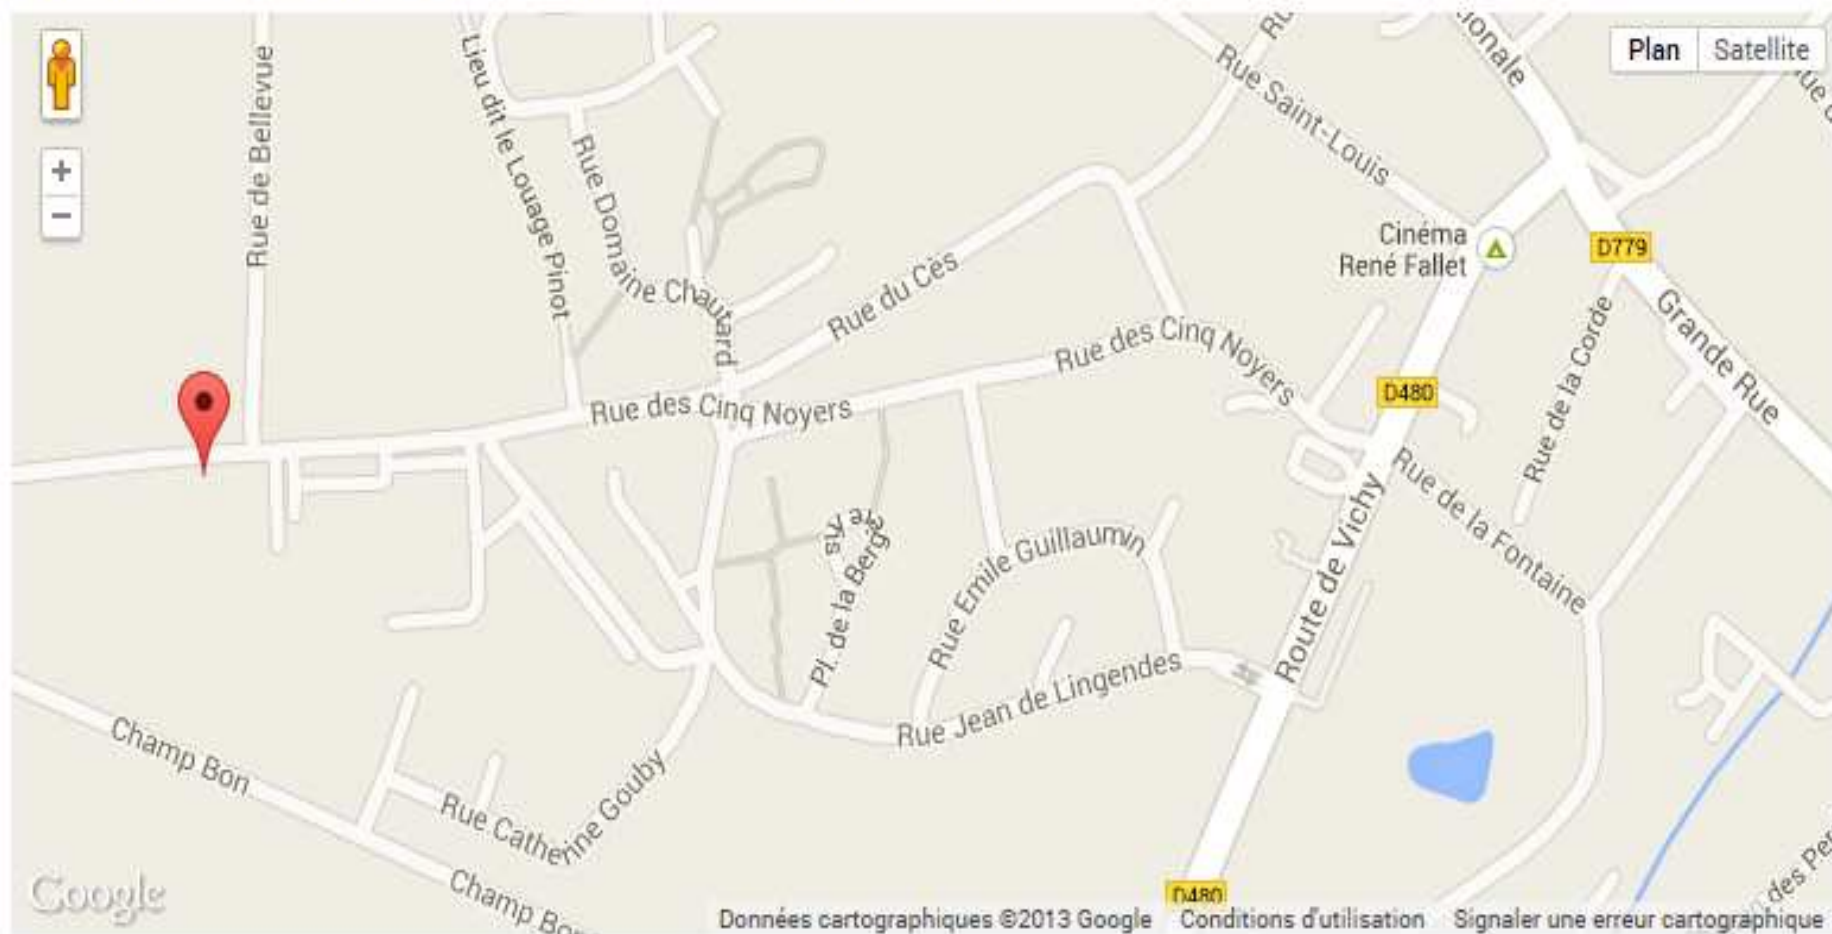 Plan Satellite
Rue de Bellevue
Lieu dit le Louage Pinot
Rue Domaine Chautard
Rue Saint-Louis
Cinéma
René Fallet
D779
Rue du Cès
Rue des Cinq Noyers
Rue des Cinq Noyers
D480
Grande Rue
Rue de la Corde
Rue de la Fontaine
Route de Vichy
Rue Emile Guillaumin
Pl. de la Bergère
Rue Jean de Lingendes
Champ Bon
Rue Catherine Gouby
Champ Bon
D480
Google
Données cartographiques ©2013 Google Conditions d'utilisation Signaler une erreur cartographique